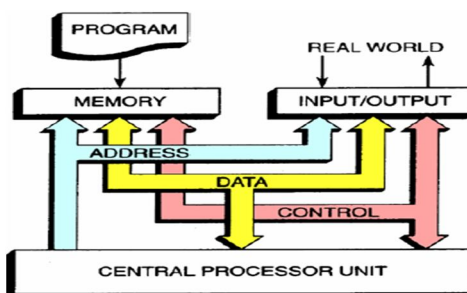 PROGRAM
REAL WORLD
MEMORY
INPUT/OUTPUT
ADDRESS
DATA
CONTROL
CENTRAL PROCESSOR UNIT